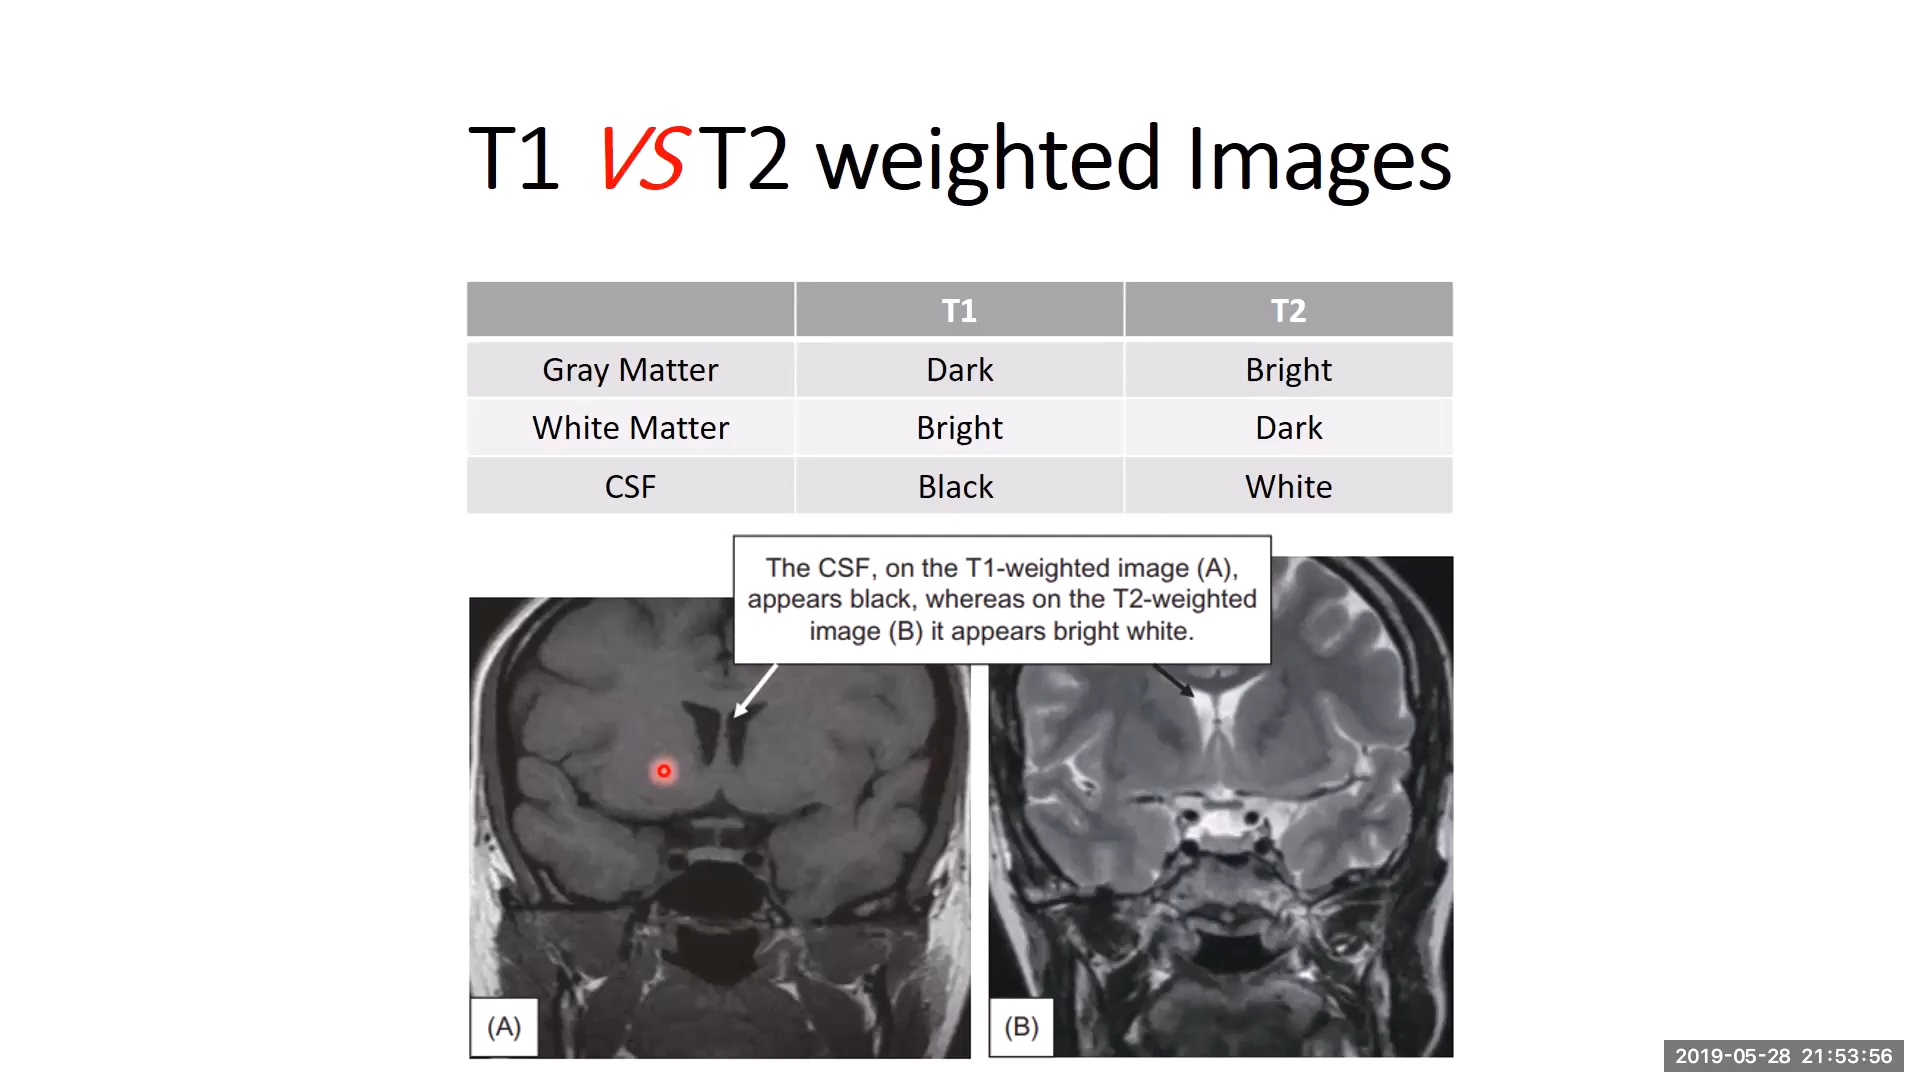 T1 VS T2 weighted Images
T1 T2
Gray Matter Dark Bright
White Matter Bright Dark
CSF Black White
The CSF, on the T1-weighted image (A),
appears black, whereas on the T2-weighted
image (B) it appears bright white.
(A) (B)
2019-05-28 21:53:56